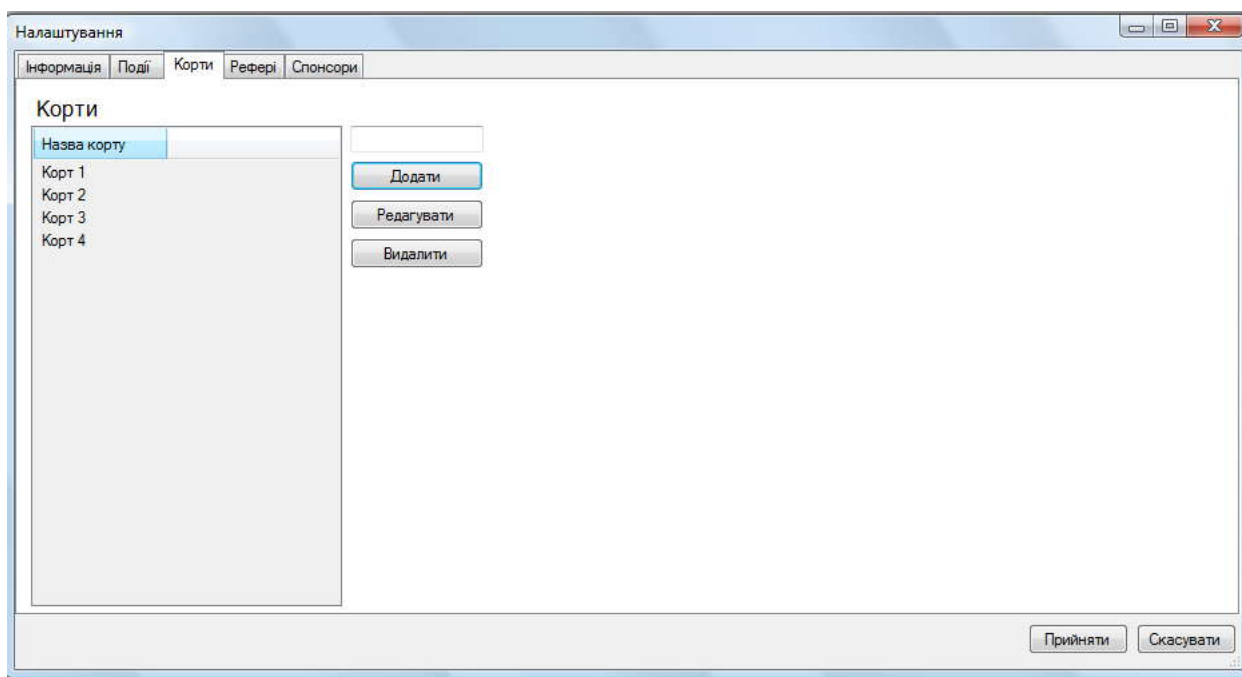 Налаштування
Інформація Події Корти Рефері Спонсори
Корти
Назва корту
Корт 1
Корт 2
Корт 3
Корт 4
Додати
Редагувати
Видалити
Прийняти Скасувати